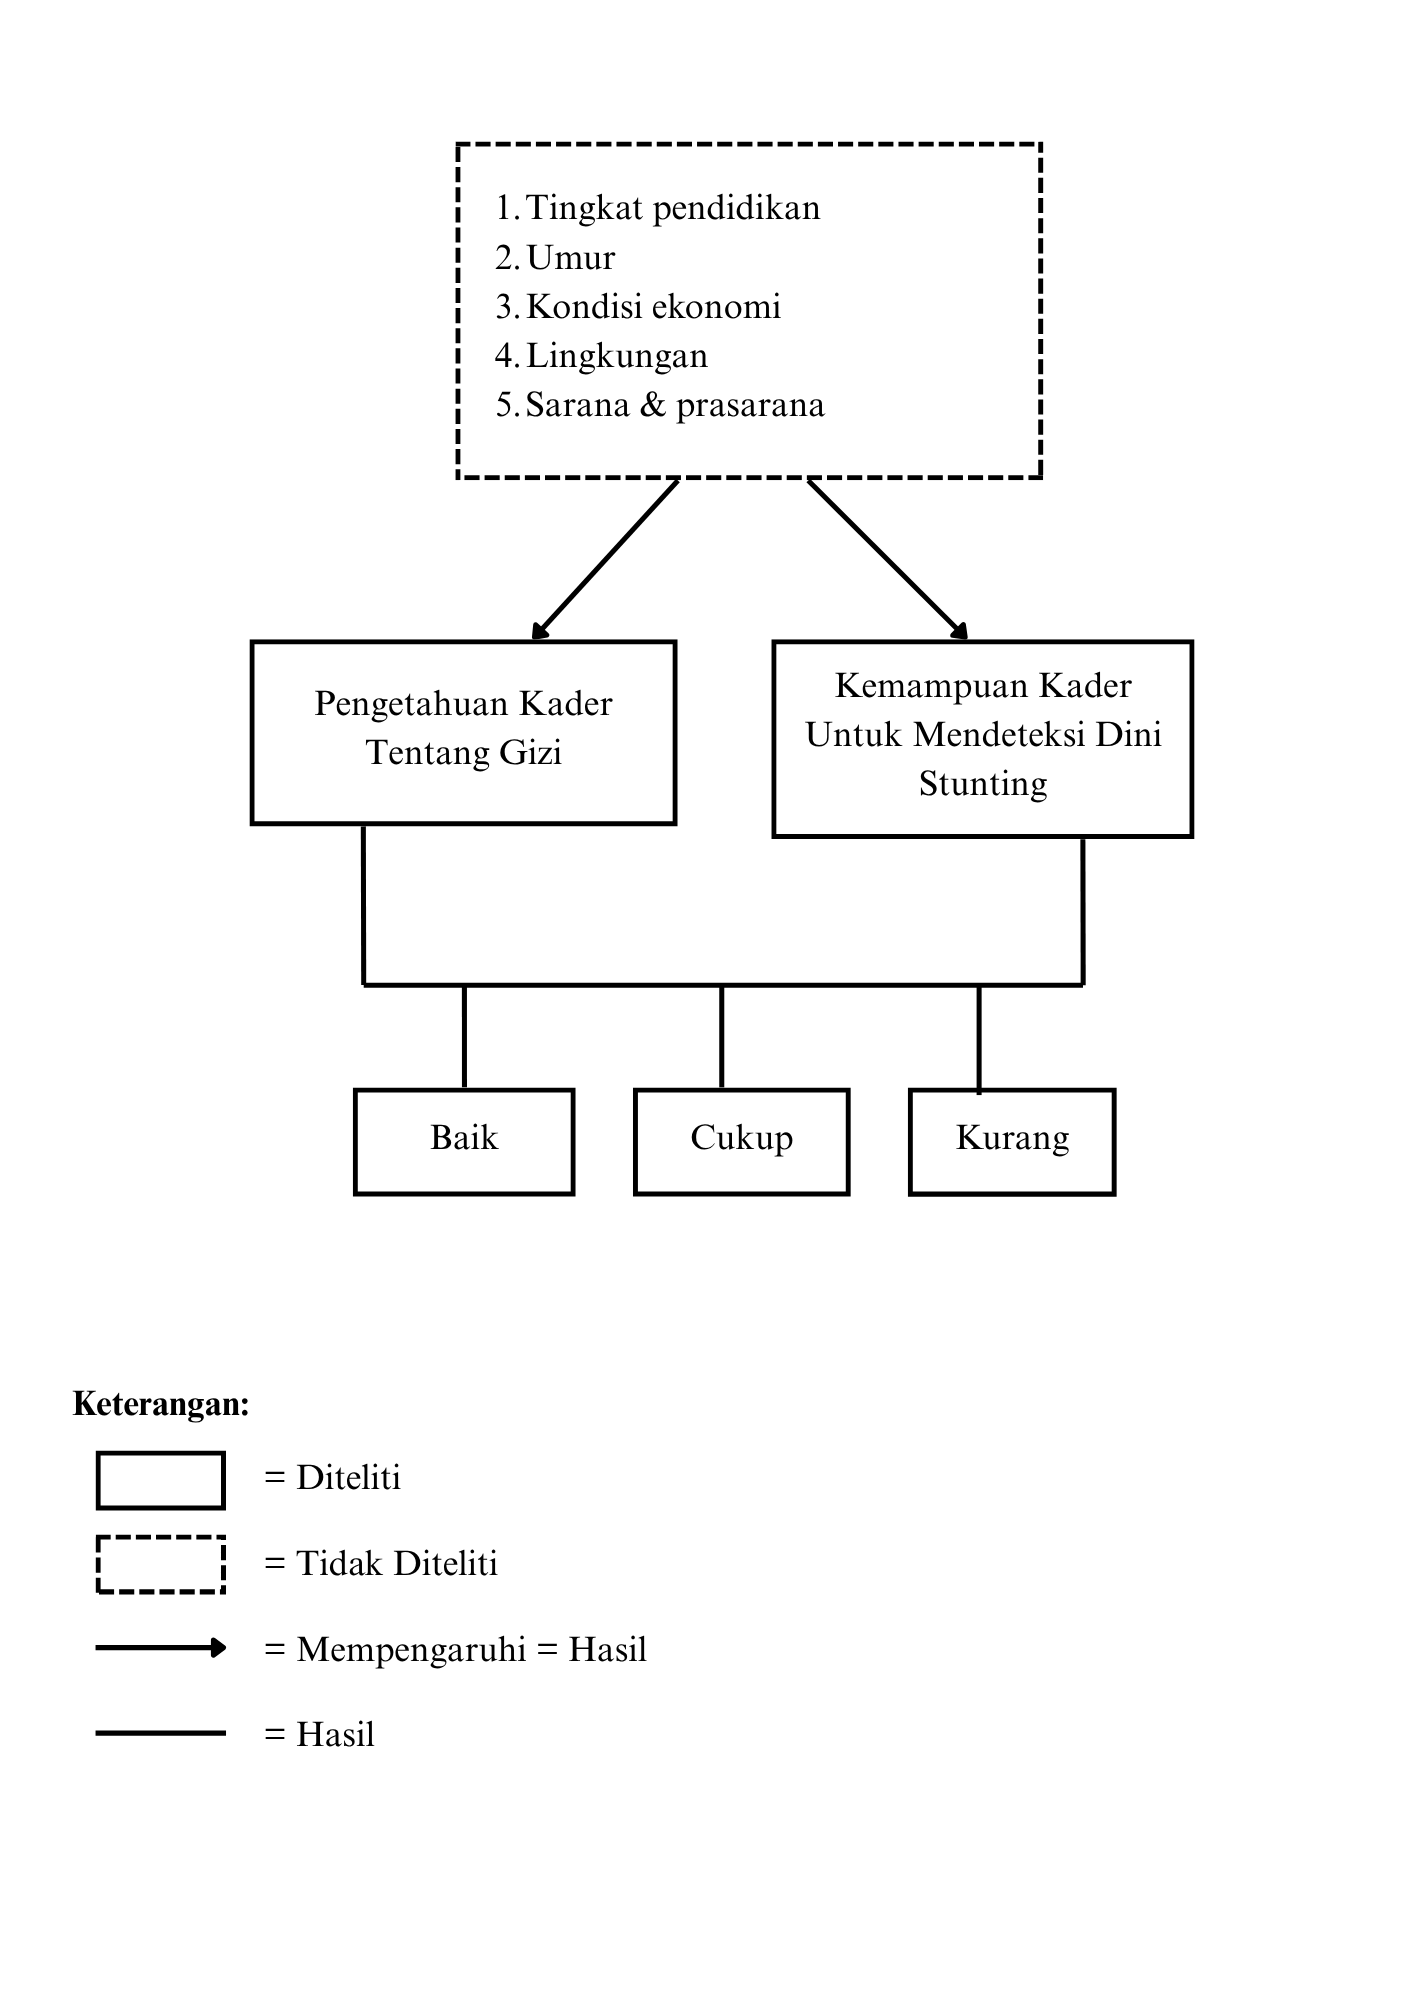 1. Tingkat pendidikan
2. Umur
3. Kondisi ekonomi
4. Lingkungan
5. Sarana & prasarana
Pengetahuan Kader
Tentang Gizi
Kemampuan Kader
Untuk Mendeteksi Dini
Stunting
Baik
Cukup
Kurang
Keterangan:
= Diteliti
= Tidak Diteliti
= Mempengaruhi = Hasil
= Hasil